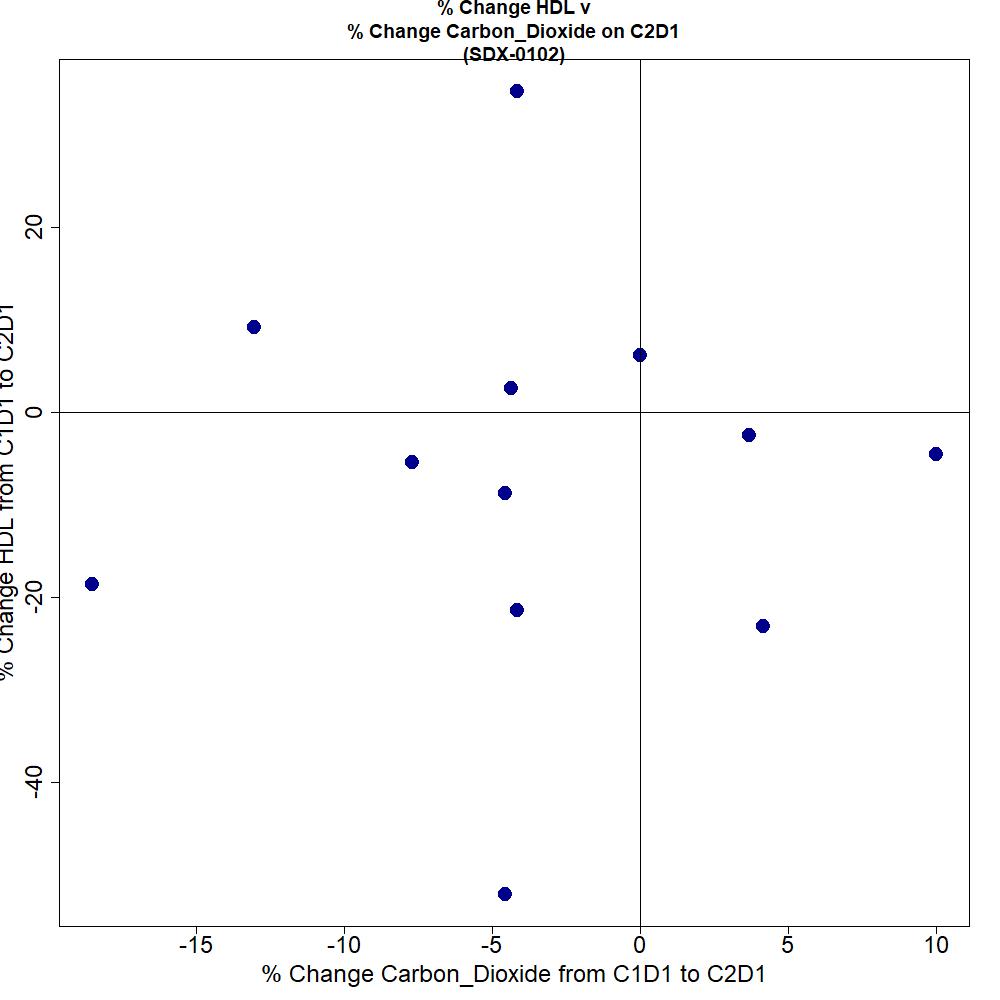 % Change HDL v
% Change Carbon_Dioxide on C2D1
(SDX-0102)
% Change HDL from C1D1 to C2D1
20
0
-20
-40
-15
-10
-5
0
5
10
% Change Carbon_Dioxide from C1D1 to C2D1